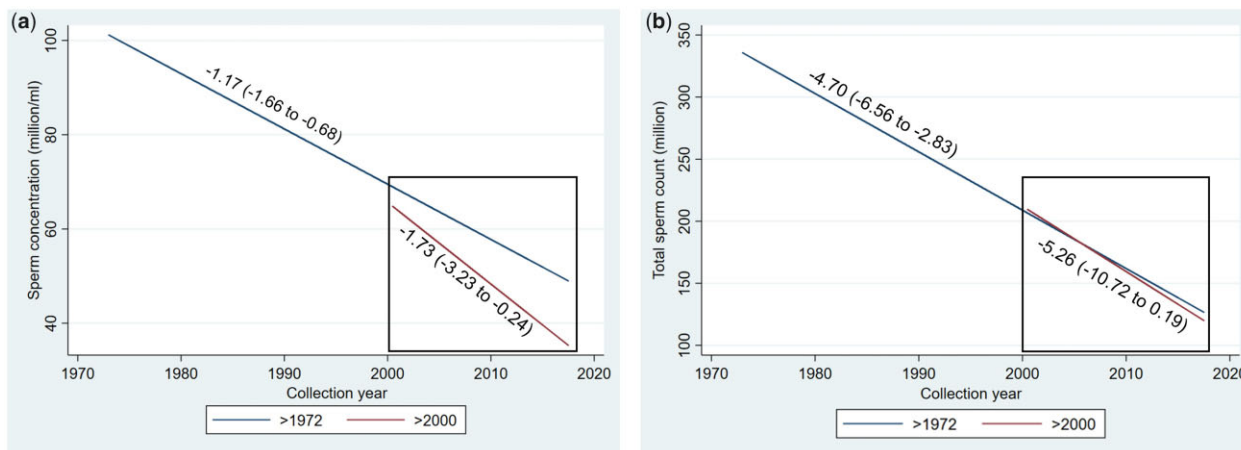 (a)
Sperm concentration (million/ml)
100
80
60
40
-1.17 (-1.66 to -0.68)
-1.73 (-3.23 to -0.24)
1970 1980 1990 2000 2010 2020
Collection year
>1972 >2000
(b)
Total sperm count (million)
350
300
250
200
150
100
-4.70 (-6.56 to -2.83)
-5.26 (-10.72 to 0.19)
1970 1980 1990 2000 2010 2020
Collection year
>1972 >2000